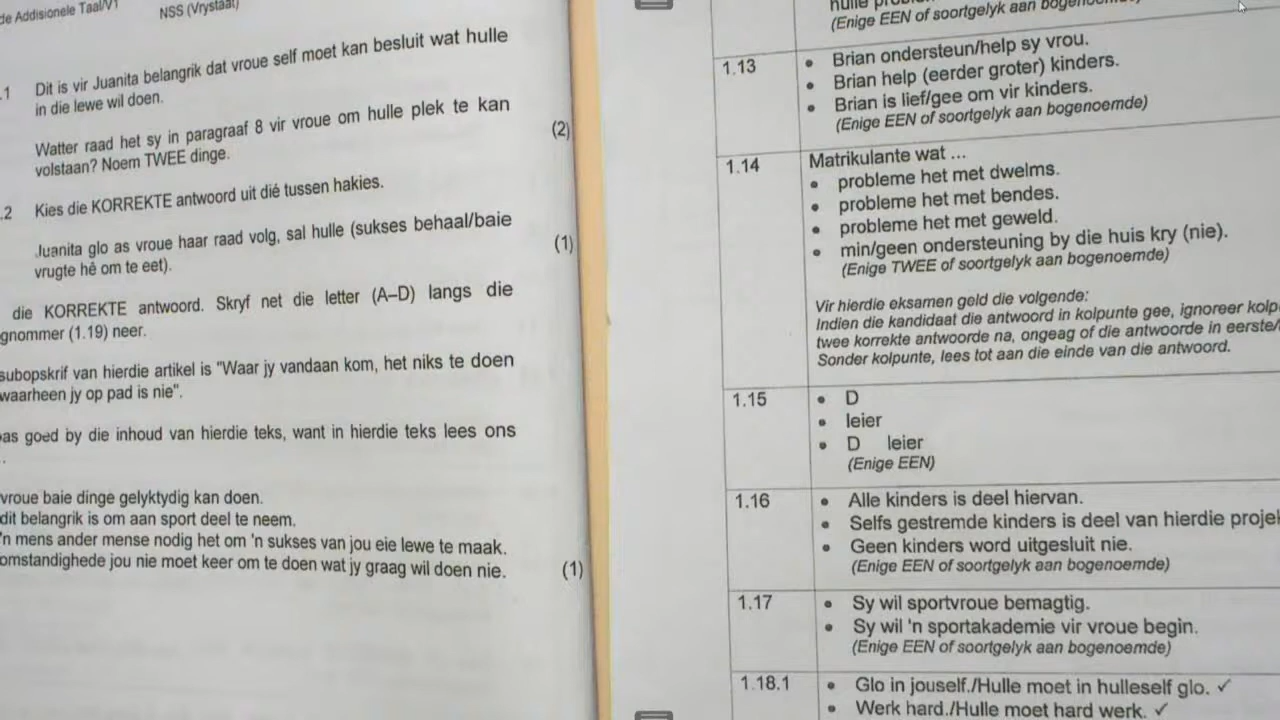 de Addisionele Taal/V1
NSS (Vrystaat)
.1 Dit is vir Juanita belangrik dat vroue self moet kan besluit wat hulle
in die lewe wil doen.
Watter raad het sy in paragraaf 8 vir vroue om hulle plek te kan
volstaan? Noem TWEE dinge. (2)
.2 Kies die KORREKTE antwoord uit dié tussen hakies.
Juanita glo as vroue haar raad volg, sal hulle (sukses behaal/baie
vrugte hê om te eet). (1)
die KORREKTE antwoord. Skryf net die letter (A–D) langs die
gnommer (1.19) neer.
subopskrif van hierdie artikel is "Waar jy vandaan kom, het niks te doen
waarheen jy op pad is nie".
as goed by die inhoud van hierdie teks, want in hierdie teks lees ons
.
vroue baie dinge gelyktydig kan doen.
dit belangrik is om aan sport deel te neem.
'n mens ander mense nodig het om 'n sukses van jou eie lewe te maak.
omstandighede jou nie moet keer om te doen wat jy graag wil doen nie. (1)
hulle
(Enige EEN of soortgelyk aan
1.13 • Brian ondersteun/help sy vrou.
• Brian help (eerder groter) kinders.
• Brian is lief/gee om vir kinders.
(Enige EEN of soortgelyk aan bogenoemde)
1.14 Matrikulante wat ...
• probleme het met dwelms.
• probleme het met bendes.
• probleme het met geweld.
• min/geen ondersteuning by die huis kry (nie).
(Enige TWEE of soortgelyk aan bogenoemde)
Vir hierdie eksamen geld die volgende:
Indien die kandidaat die antwoord in kolpunte gee, ignoreer kolp
twee korrekte antwoorde na, ongeag of die antwoorde in eerste/
Sonder kolpunte, lees tot aan die einde van die antwoord.
1.15 • D
• leier
• D leier
(Enige EEN)
1.16 • Alle kinders is deel hiervan.
• Selfs gestremde kinders is deel van hierdie projek
• Geen kinders word uitgesluit nie.
(Enige EEN of soortgelyk aan bogenoemde)
1.17 • Sy wil sportvroue bemagtig.
• Sy wil 'n sportakademie vir vroue begin.
(Enige EEN of soortgelyk aan bogenoemde)
1.18.1 • Glo in jouself./Hulle moet in hulleself glo. ✓
• Werk hard./Hulle moet hard werk. ✓